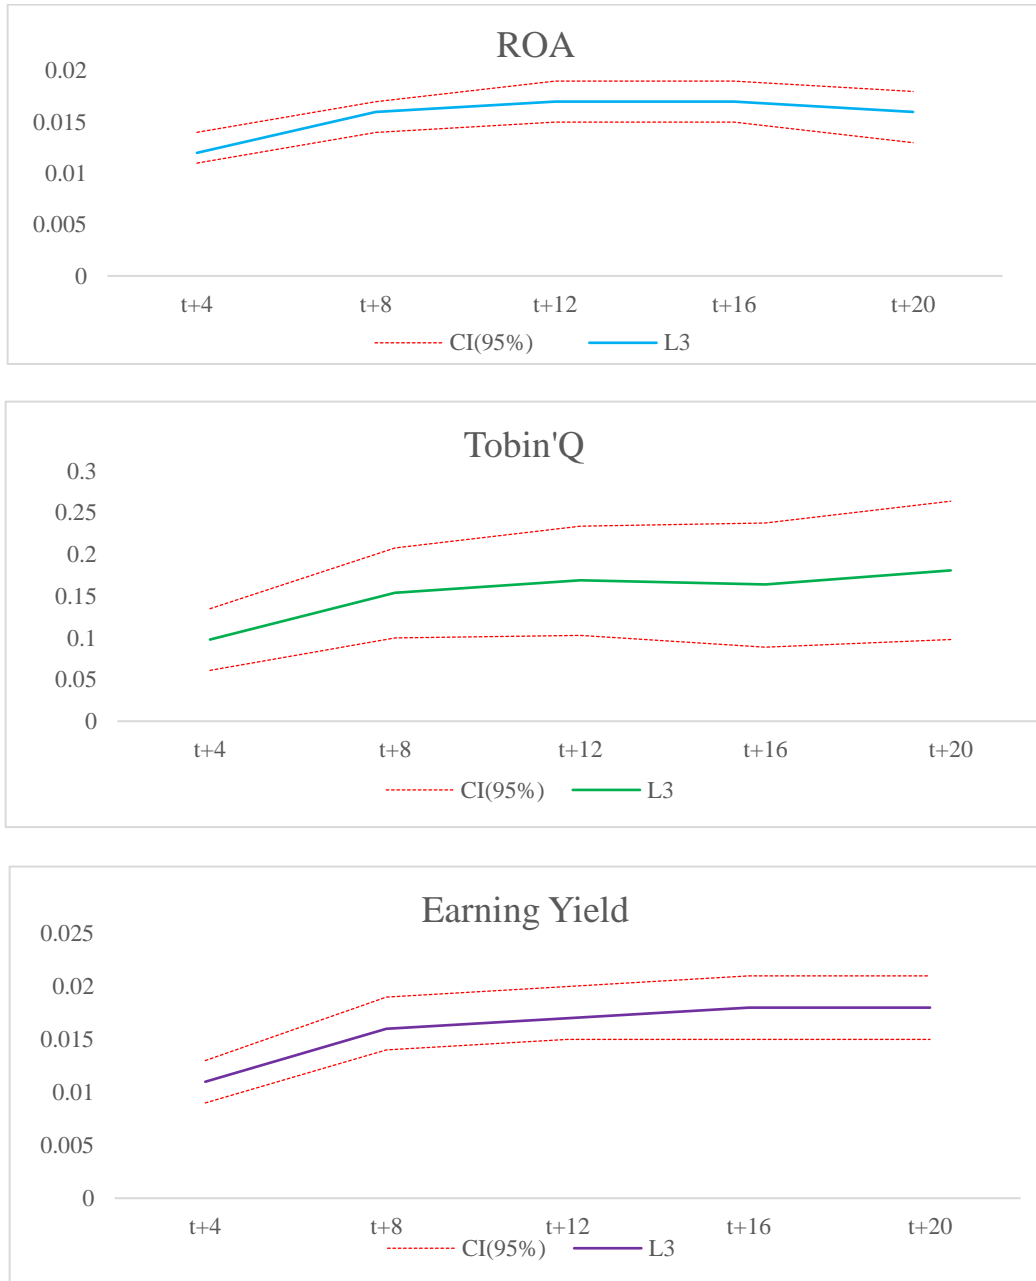 ROA
0.02
0.015
0.01
0.005
0
t+4 t+8 t+12 t+16 t+20
CI(95%) L3
Tobin'Q
0.3
0.25
0.2
0.15
0.1
0.05
0
t+4 t+8 t+12 t+16 t+20
CI(95%) L3
Earning Yield
0.025
0.02
0.015
0.01
0.005
0
t+4 t+8 t+12 t+16 t+20
CI(95%) L3